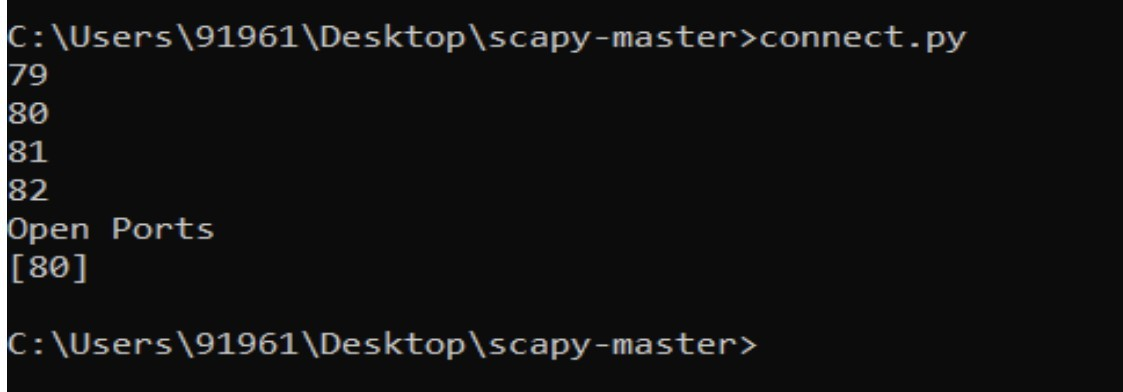 C:\Users\91961\Desktop\scapy-master>connect.py
79
80
81
82
Open Ports
[80]
C:\Users\91961\Desktop\scapy-master>